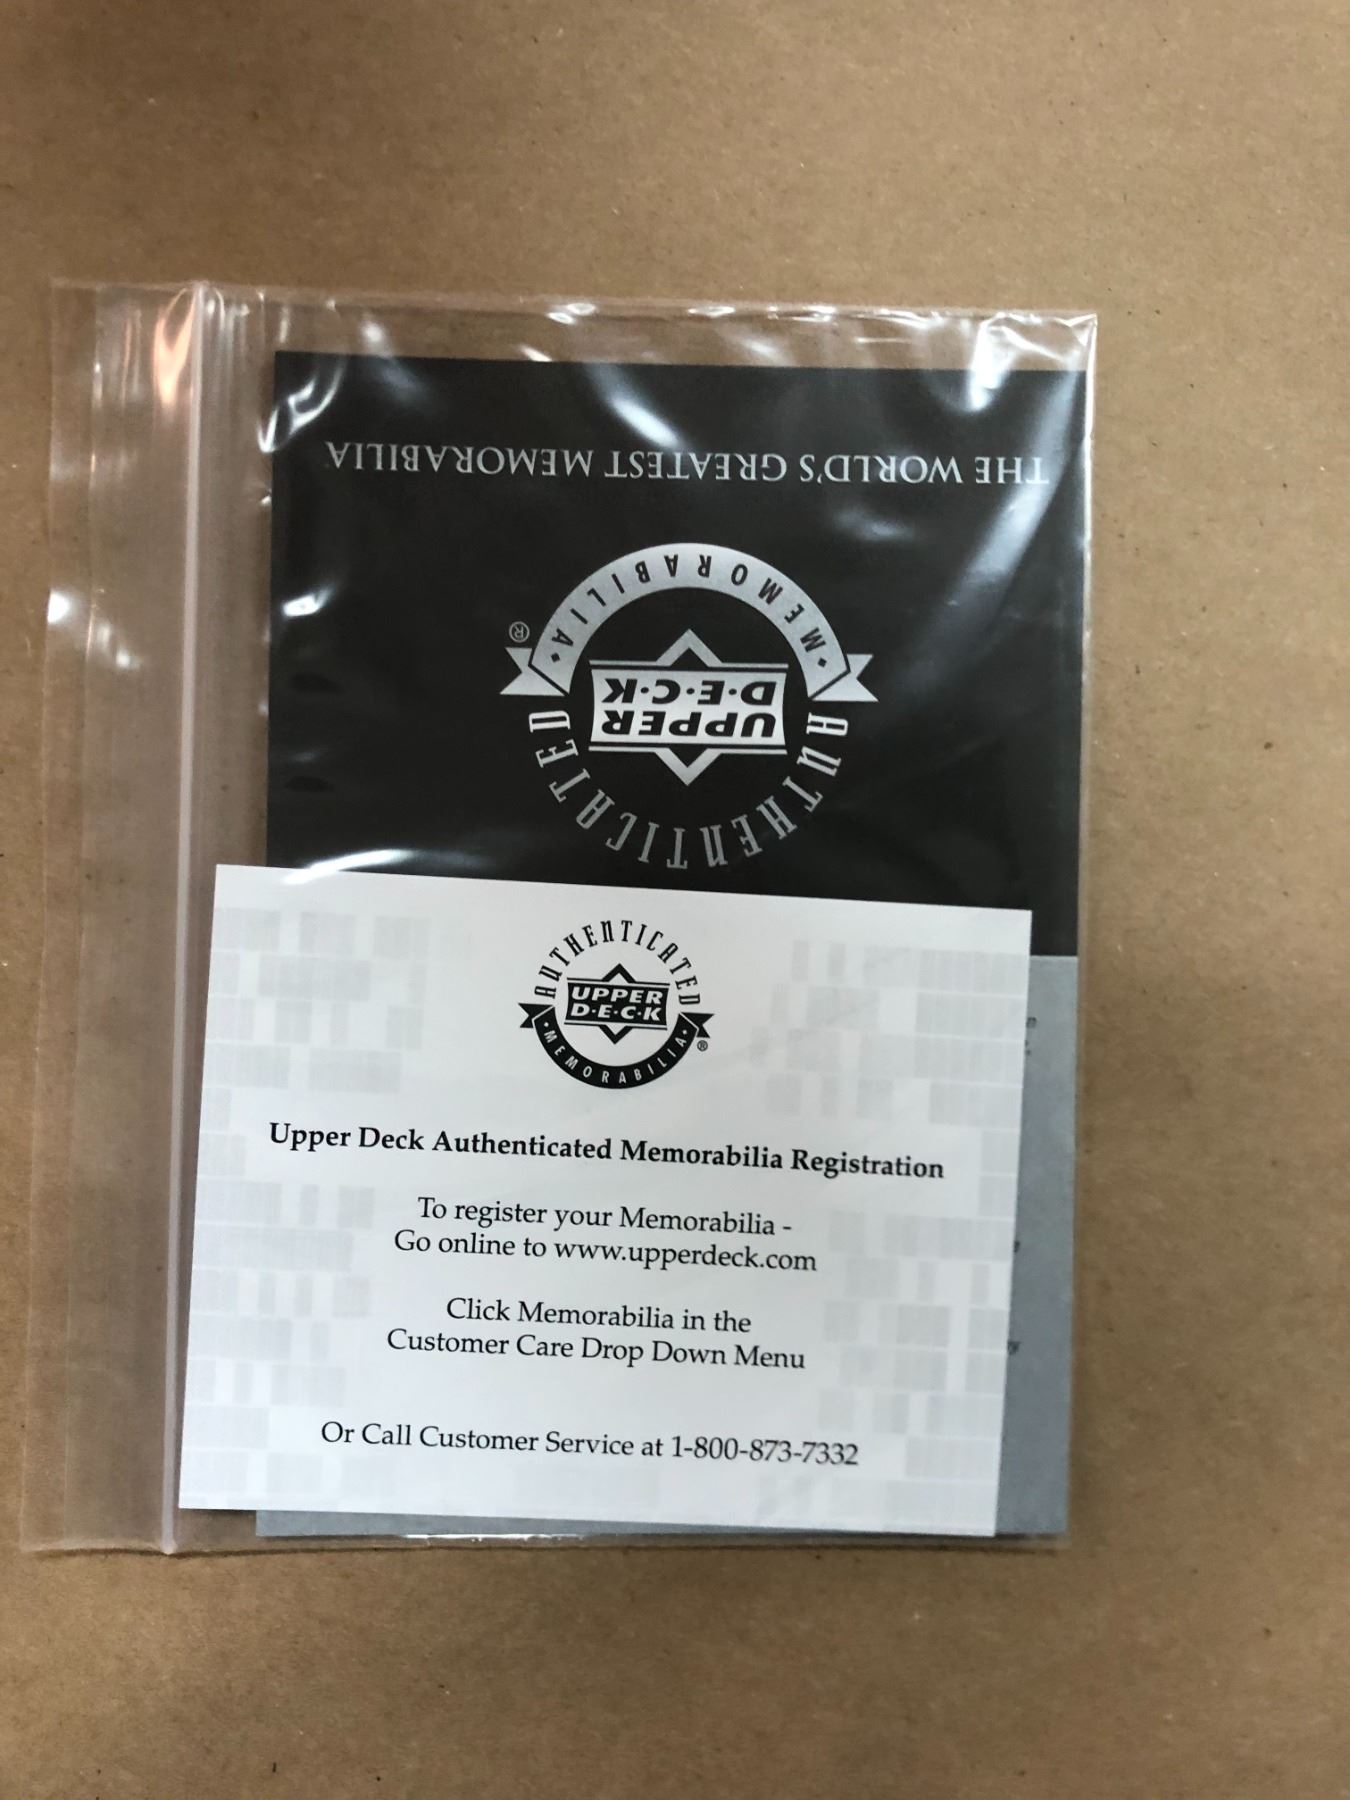 THE WORLD'S GREATEST MEMORABILIA
AUTHENTICATED
UPPER
D·E·C·K
·MEMORABILIA·
®
AUTHENTICATED
UPPER
D·E·C·K
·MEMORABILIA·
®
Upper Deck Authenticated Memorabilia Registration
To register your Memorabilia -
Go online to www.upperdeck.com
Click Memorabilia in the
Customer Care Drop Down Menu
Or Call Customer Service at 1-800-873-7332